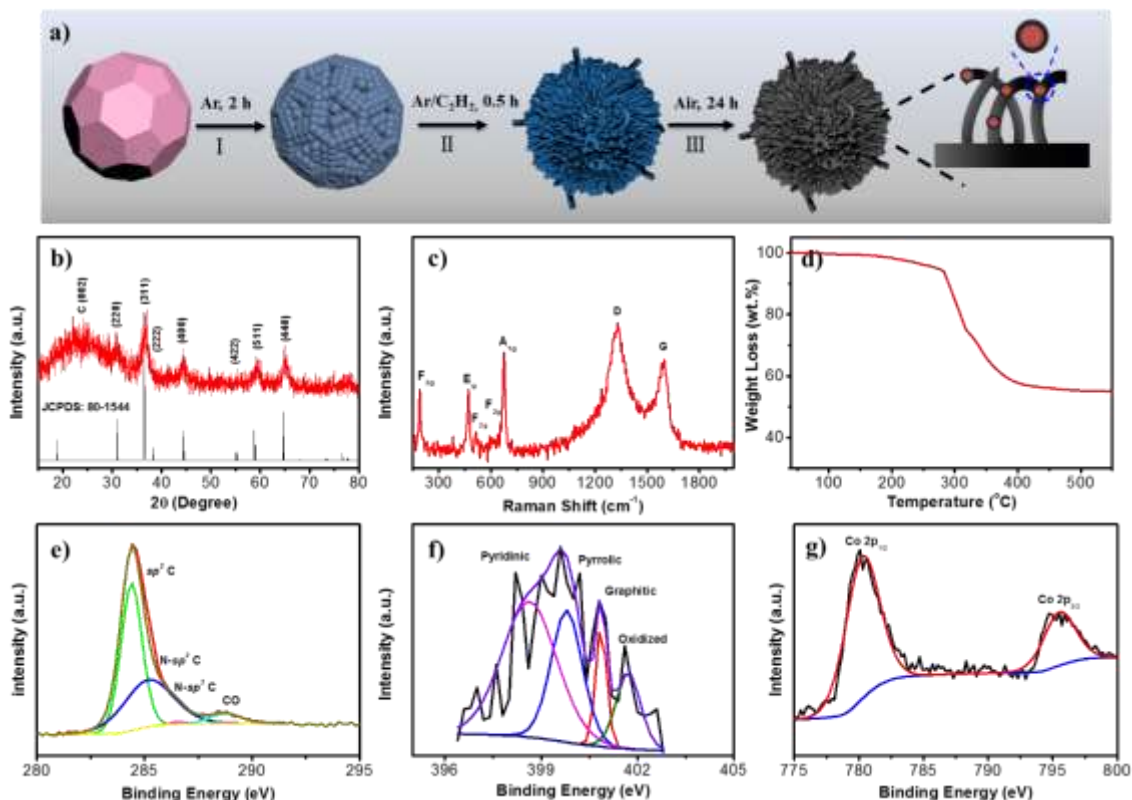 a)
Ar, 2 h
I
Ar/C₂H₂, 0.5 h
II
Air, 24 h
III
b)
Intensity (a.u.)
C (002)
(220)
(311)
(222)
(400)
(422)
(511)
(440)
JCPDS: 80-1544
20 30 40 50 60 70 80
2θ (Degree)
c)
Intensity (a.u.)
F₂g
Eg
F₂g
F₂g
A₁g
D
G
300 600 900 1200 1500 1800
Raman Shift (cm⁻¹)
d)
Weight Loss (wt.%)
100
80
60
40
100 200 300 400 500
Temperature (°C)
e)
intensity (a.u.)
sp² C
N-sp² C
N-sp³ C
CO
280 285 290 295
Binding Energy (eV)
f)
Intensity (a.u.)
Pyridinic
Pyrrolic
Graphitic
Oxidized
396 399 402 405
Binding Energy (eV)
g)
Intensity (a.u.)
Co 2p
Co 2p
775 780 785 790 795 800
Binding Energy (eV)